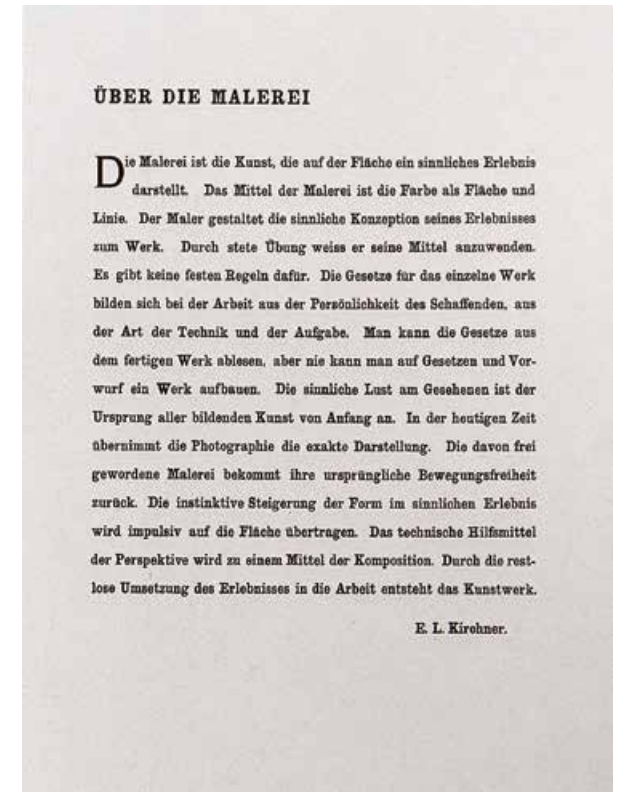 ÜBER DIE MALEREI
Die Malerei ist die Kunst, die auf der Fläche ein sinnliches Erlebnis
darstellt. Das Mittel der Malerei ist die Farbe als Fläche und
Linie. Der Maler gestaltet die sinnliche Konzeption seines Erlebnisses
zum Werk. Durch stete Übung weiss er seine Mittel anzuwenden.
Es gibt keine festen Regeln dafür. Die Gesetze für das einzelne Werk
bilden sich bei der Arbeit aus der Persönlichkeit des Schaffenden, aus
der Art der Technik und der Aufgabe. Man kann die Gesetze aus
dem fertigen Werk ablesen, aber nie kann man auf Gesetzen und Vor-
wurf ein Werk aufbauen. Die sinnliche Lust am Gesehenen ist der
Ursprung aller bildenden Kunst von Anfang an. In der heutigen Zeit
übernimmt die Photographie die exakte Darstellung. Die davon frei
gewordene Malerei bekommt ihre ursprüngliche Bewegungsfreiheit
zurück. Die instinktive Steigerung der Form im sinnlichen Erlebnis
wird impulsiv auf die Fläche übertragen. Das technische Hilfsmittel
der Perspektive wird zu einem Mittel der Komposition. Durch die rest-
lose Umsetzung des Erlebnisses in die Arbeit entsteht das Kunstwerk.
E. L. Kirchner.